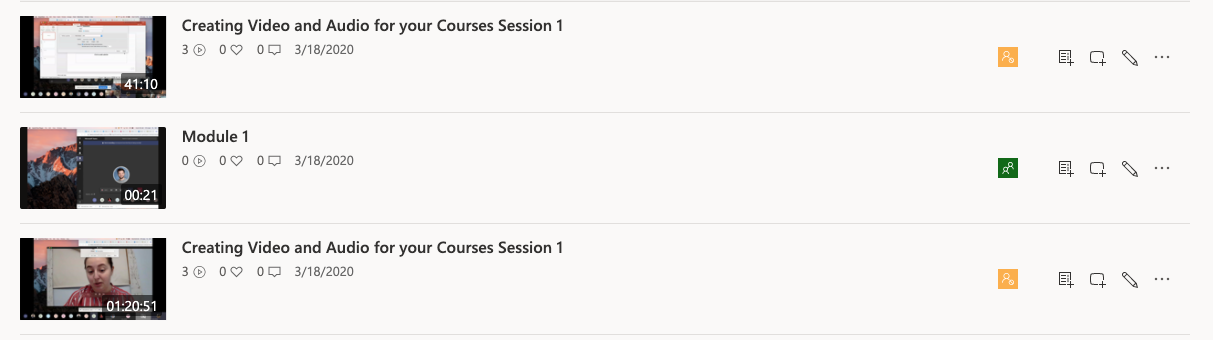 Creating Video and Audio for your Courses Session 1
3 0 0 3/18/2020
41:10
Module 1
0 0 0 3/18/2020
00:21
Creating Video and Audio for your Courses Session 1
3 0 0 3/18/2020
01:20:51